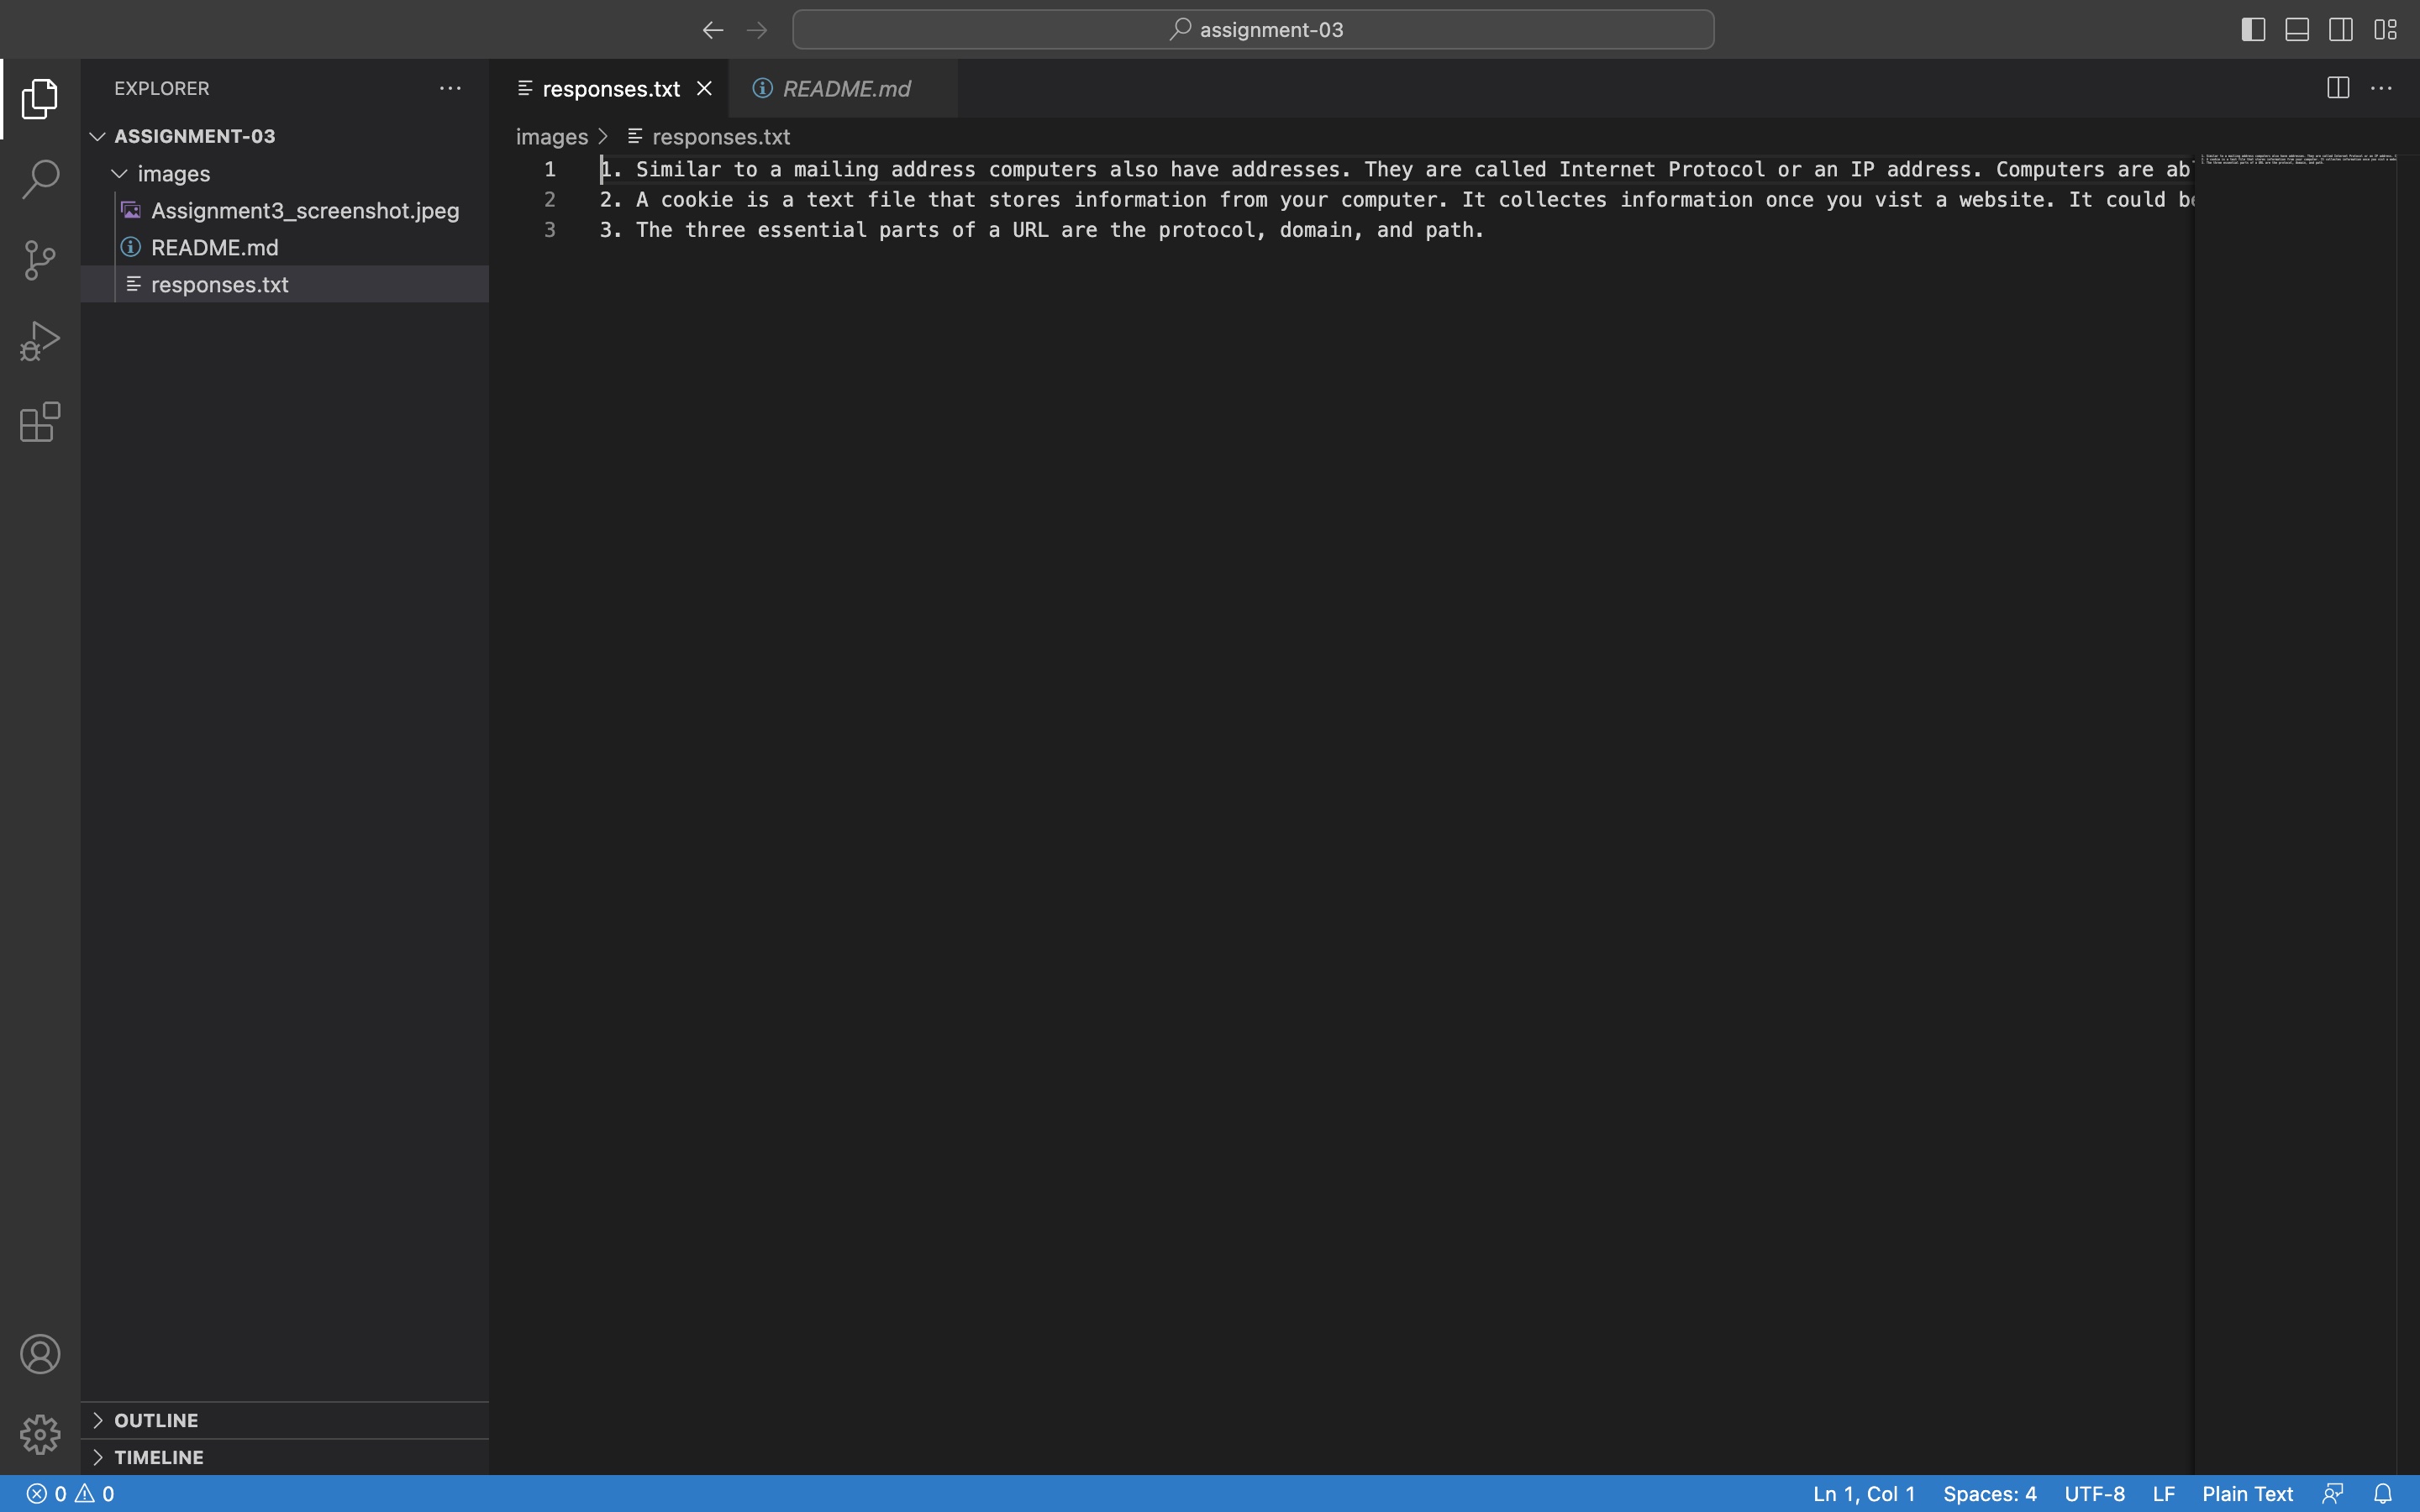 assignment-03
EXPLORER
ASSIGNMENT-03
images
Assignment3_screenshot.jpeg
README.md
responses.txt
OUTLINE
TIMELINE
responses.txt
README.md
images > responses.txt
1 1. Similar to a mailing address computers also have addresses. They are called Internet Protocol or an IP address. Computers are ab
2 2. A cookie is a text file that stores information from your computer. It collectes information once you vist a website. It could be
3 3. The three essential parts of a URL are the protocol, domain, and path.
0 0 Ln 1, Col 1 Spaces: 4 UTF-8 LF Plain Text